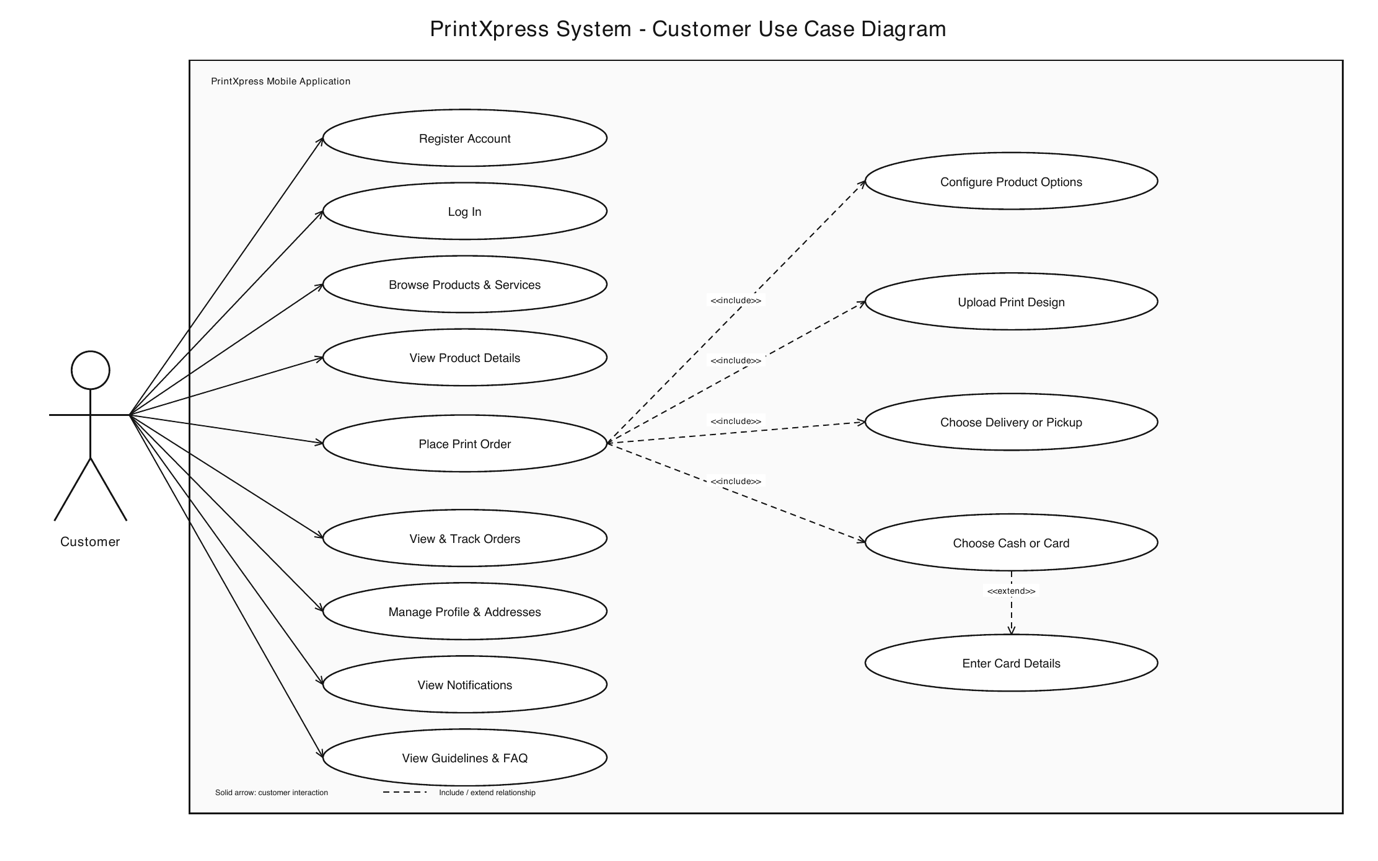 PrintXpress System - Customer Use Case Diagram
PrintXpress Mobile Application
Register Account
Log In
Browse Products & Services
View Product Details
Place Print Order
View & Track Orders
Manage Profile & Addresses
View Notifications
View Guidelines & FAQ
Customer
<<include>>
<<include>>
<<include>>
<<include>>
Configure Product Options
Upload Print Design
Choose Delivery or Pickup
Choose Cash or Card
<<extend>>
Enter Card Details
Solid arrow: customer interaction
Include / extend relationship